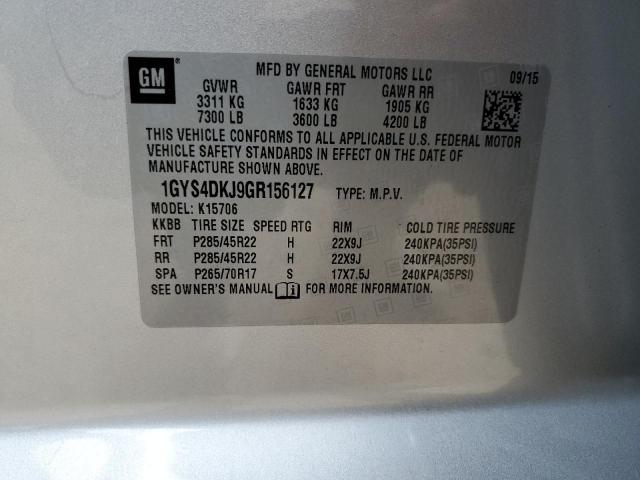 GM® MFD BY GENERAL MOTORS LLC 09/15
GVWR GAWR FRT GAWR RR
3311 KG 1633 KG 1905 KG
7300 LB 3600 LB 4200 LB
THIS VEHICLE CONFORMS TO ALL APPLICABLE U.S. FEDERAL MOTOR
VEHICLE SAFETY STANDARDS IN EFFECT ON THE DATE OF
MANUFACTURE SHOWN ABOVE.
1GYS4DKJ9GR156127 TYPE: M.P.V.
MODEL: K15706
KKBB TIRE SIZE SPEED RTG RIM COLD TIRE PRESSURE
FRT P285/45R22 H 22X9J 240KPA(35PSI)
RR P285/45R22 H 22X9J 240KPA(35PSI)
SPA P265/70R17 S 17X7.5J 240KPA(35PSI)
SEE OWNER'S MANUAL FOR MORE INFORMATION.